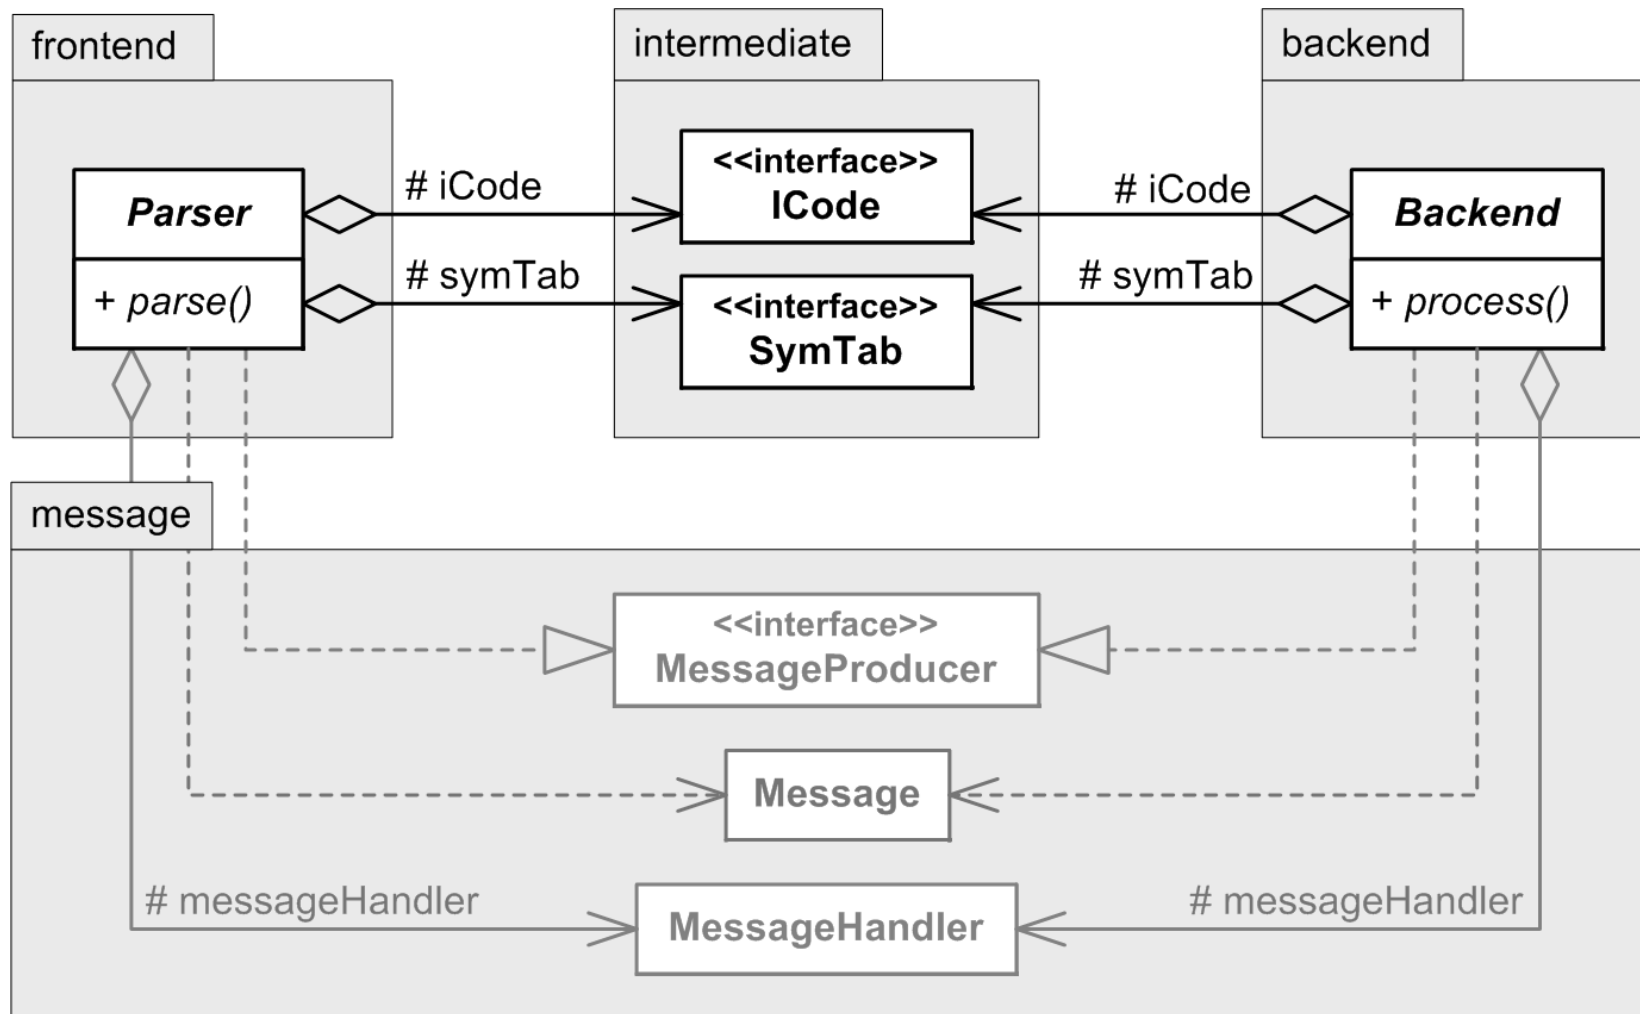 frontend
intermediate
backend
Parser
+ parse()
# iCode
# symTab
<<interface>>
ICode
<<interface>>
SymTab
# iCode
# symTab
Backend
+ process()
message
<<interface>>
MessageProducer
Message
# messageHandler
MessageHandler
# messageHandler